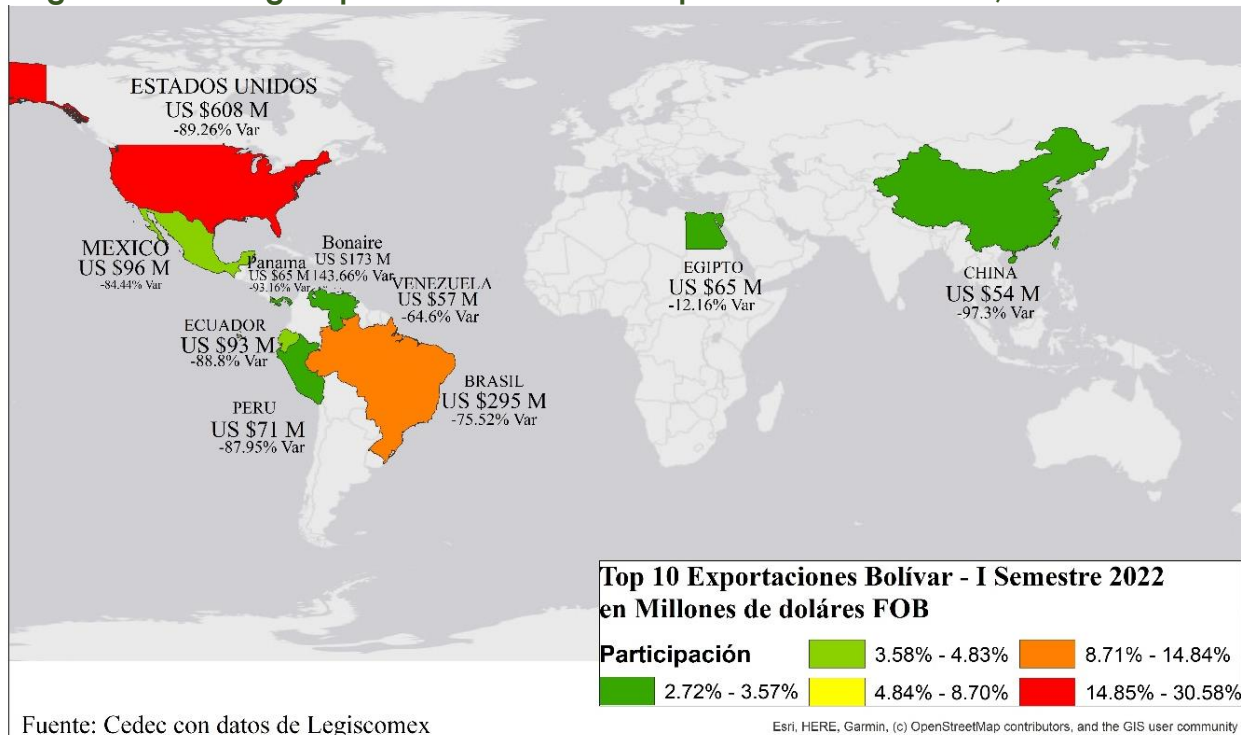 ESTADOS UNIDOS
US $608 M
-89.26% Var
MEXICO
US $96 M
-84.44% Var
Panama
US $65 M
-93.16% Var
Bonaire
US $173 M
143.66% Var
VENEZUELA
US $57 M
-64.6% Var
ECUADOR
US $93 M
-88.8% Var
PERU
US $71 M
-87.95% Var
BRASIL
US $295 M
-75.52% Var
EGIPTO
US $65 M
-12.16% Var
CHINA
US $54 M
-97.3% Var
Top 10 Exportaciones Bolívar - I Semestre 2022
en Millones de doláres FOB
Participación
2.72% - 3.57%
3.58% - 4.83%
4.84% - 8.70%
8.71% - 14.84%
14.85% - 30.58%
Fuente: Cedec con datos de Legiscomex
Esri, HERE, Garmin, (c) OpenStreetMap contributors, and the GIS user community